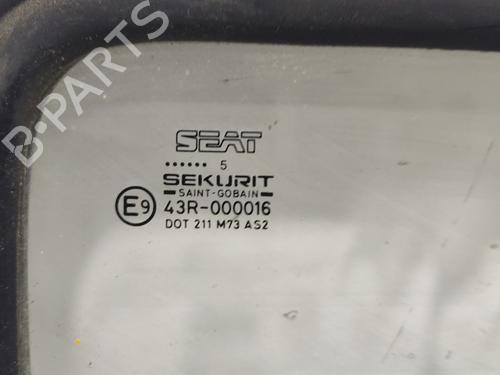 SEAT
...... 5
SEKURIT
SAINT-GOBAIN
E9 43R-000016
DOT 211 M73 AS2
B-PARTS